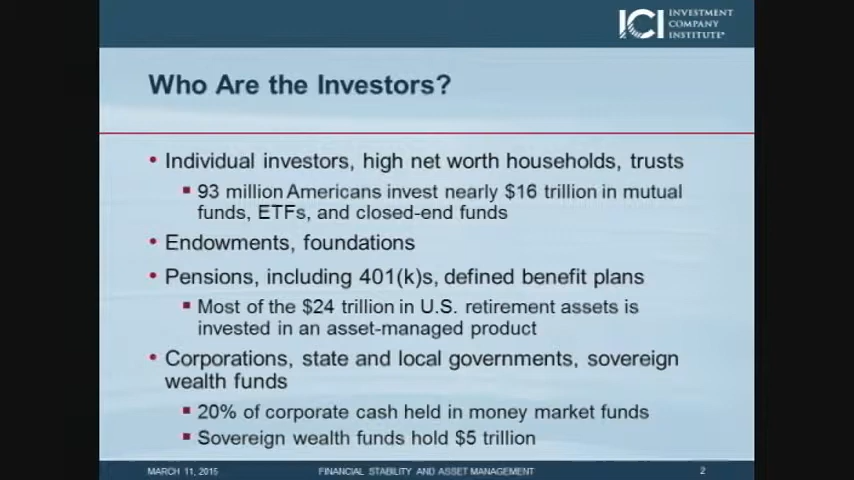 ICI INVESTMENT
COMPANY
INSTITUTE®
Who Are the Investors?
• Individual investors, high net worth households, trusts
▪ 93 million Americans invest nearly $16 trillion in mutual
funds, ETFs, and closed-end funds
• Endowments, foundations
• Pensions, including 401(k)s, defined benefit plans
▪ Most of the $24 trillion in U.S. retirement assets is
invested in an asset-managed product
• Corporations, state and local governments, sovereign
wealth funds
▪ 20% of corporate cash held in money market funds
▪ Sovereign wealth funds hold $5 trillion
MARCH 11, 2015 FINANCIAL STABILITY AND ASSET MANAGEMENT 2